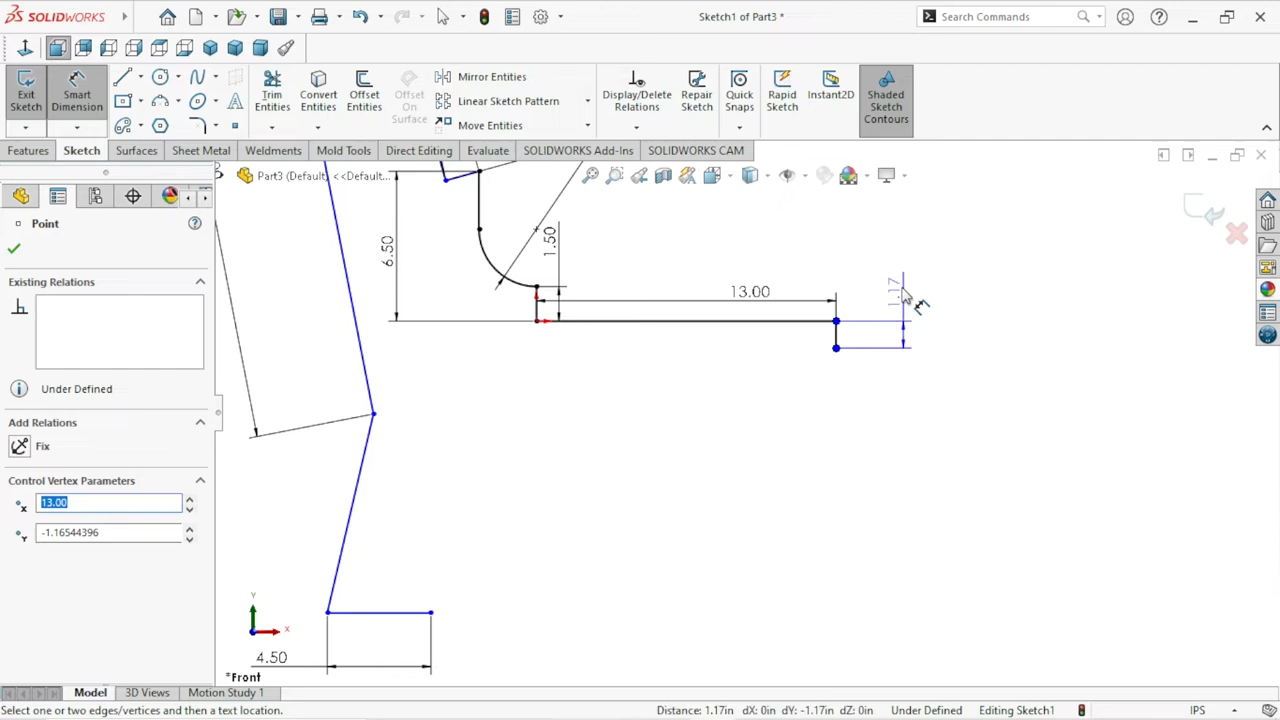 SOLIDWORKS
Sketch1 of Part3 *
Search Commands
Exit Sketch
Smart Dimension
Trim Entities
Convert Entities
Offset Entities
Offset On Surface
Mirror Entities
Linear Sketch Pattern
Move Entities
Display/Delete Relations
Repair Sketch
Quick Snaps
Rapid Sketch
Instant2D
Shaded Sketch Contours
Features
Sketch
Surfaces
Sheet Metal
Weldments
Mold Tools
Direct Editing
Evaluate
SOLIDWORKS Add-Ins
SOLIDWORKS CAM
Part3 (Default) <<Default...
Point
Existing Relations
Under Defined
Add Relations
Fix
Control Vertex Parameters
x 13.00
Y -1.16544396
6.50
1.50
13.00
1.17
4.50
Y
X
*Front
Model
3D Views
Motion Study 1
Select one or two edges/vertices and then a text location.
Distance: 1.17in dX: 0in dY: -1.17in dZ: 0in
Under Defined
Editing Sketch1
IPS